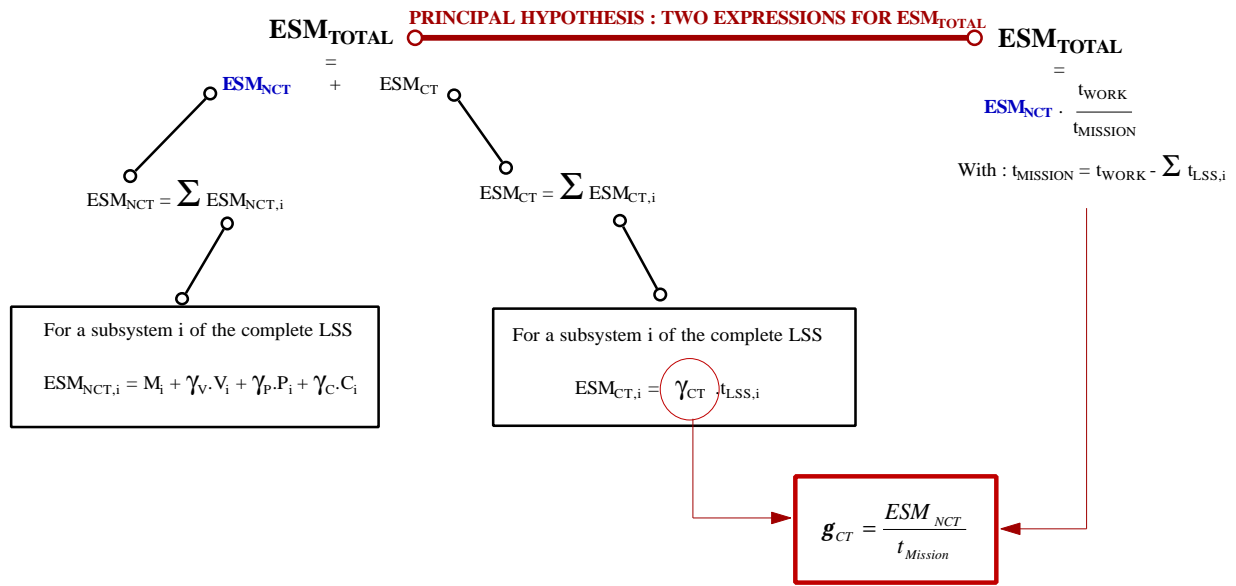 PRINCIPAL HYPOTHESIS : TWO EXPRESSIONS FOR ESM_TOTAL
ESM_TOTAL
=
ESM_NCT + ESM_CT
ESM_NCT = Σ ESM_NCT,i
For a subsystem i of the complete LSS
ESM_NCT,i = M_i + γ_V.V_i + γ_P.P_i + γ_C.C_i
ESM_CT = Σ ESM_CT,i
For a subsystem i of the complete LSS
ESM_CT,i = γ_CT .t_LSS,i
ESM_TOTAL
=
ESM_NCT . t_WORK / t_MISSION
With : t_MISSION = t_WORK - Σ t_LSS,i
g_CT = ESM_NCT / t_Mission